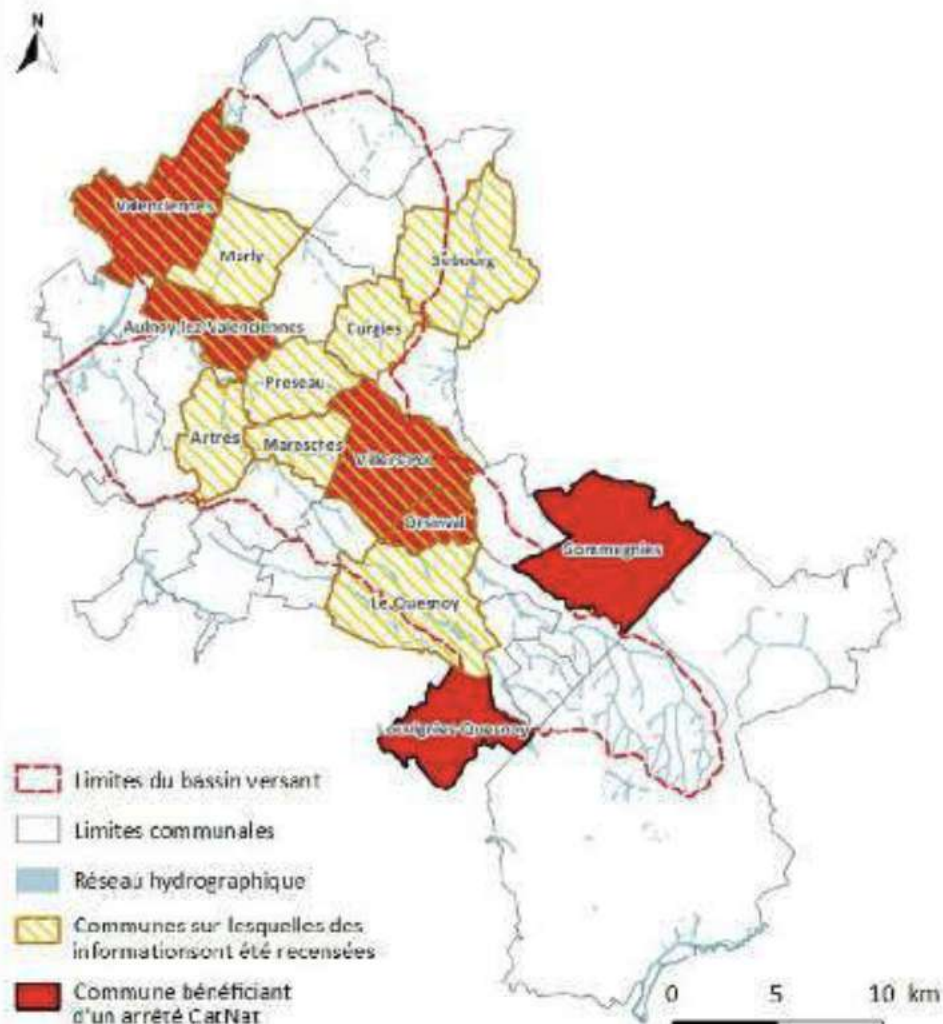 N
Valenciennes
Marly
Sebourg
Aulnoy-lez-Valenciennes
Curgies
Preseau
Artres
Maresches
Villers-Pol
Orsinval
Gommegnies
Le Quesnoy
Louvignies-Quesnoy
Limites du bassin versant
Limites communales
Réseau hydrographique
Communes sur lesquelles des
informationsont été recensées
Commune bénéficiant
d'un arrêté CatNat
0 5 10 km